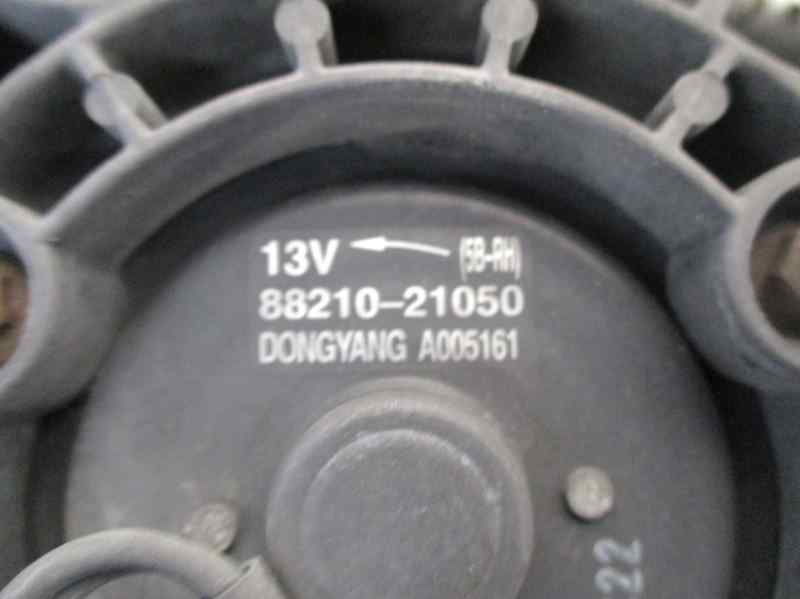 13V (5B-RH)
88210-21050
DONGYANG A005161
22